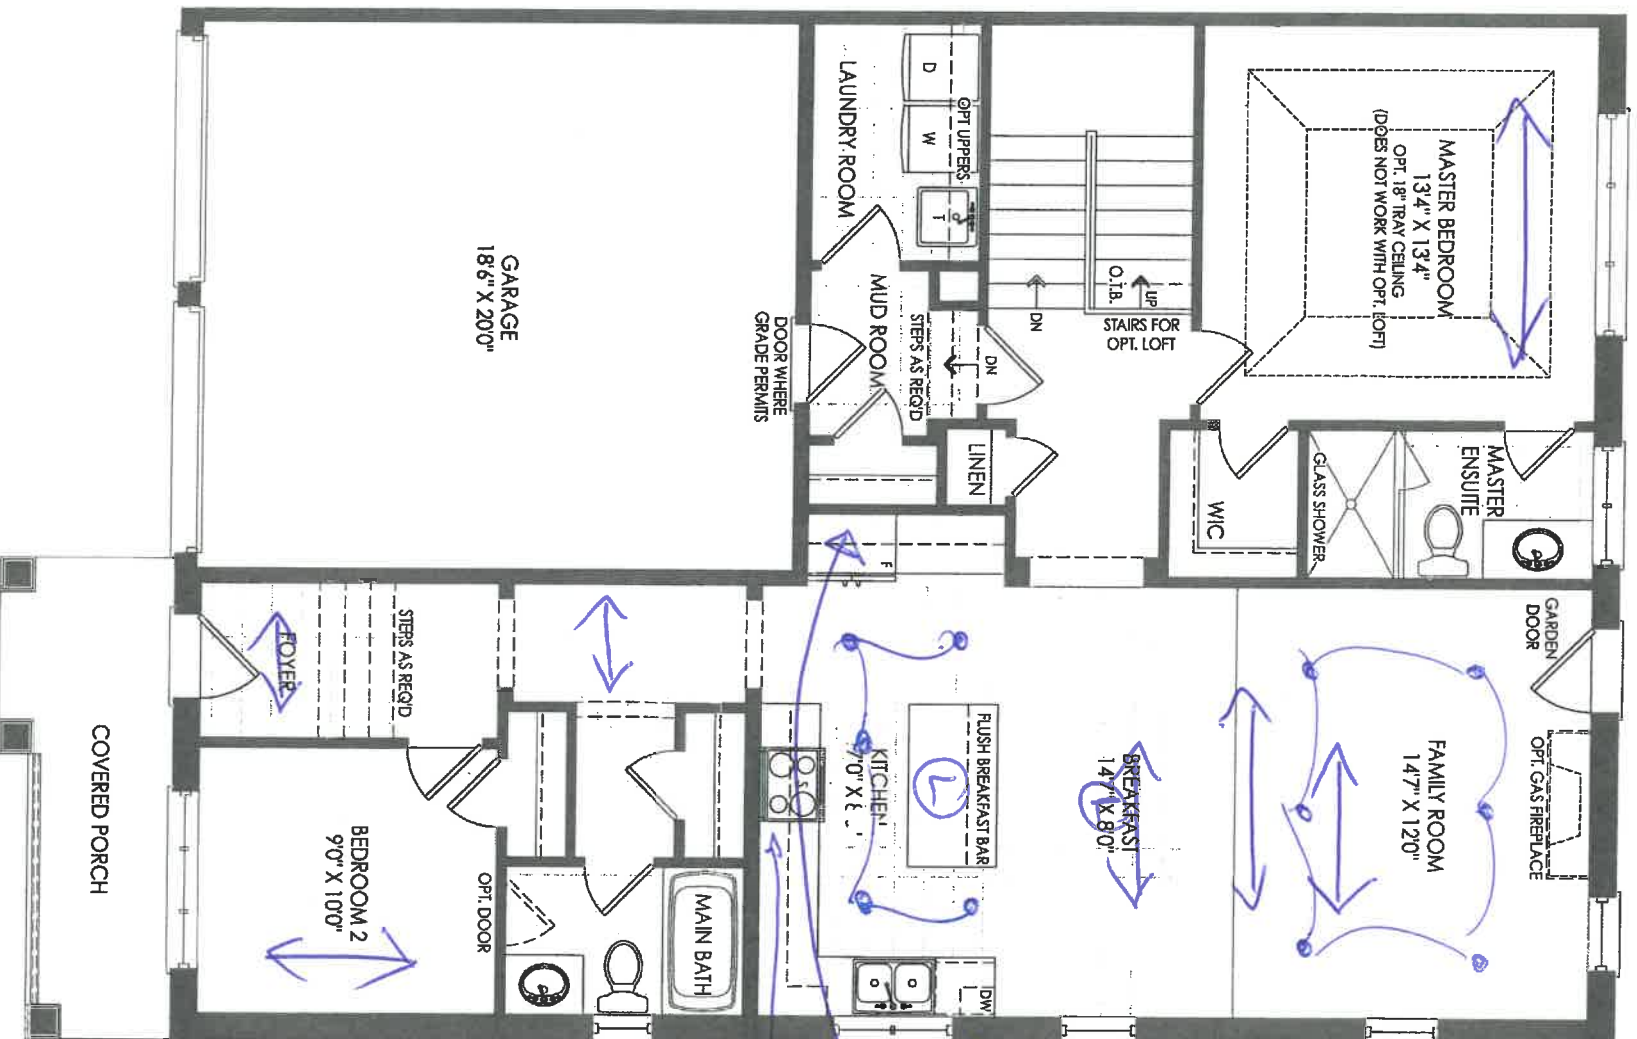 MASTER BEDROOM
13'4" X 13'4"
OPT. 18" TRAY CEILING
(DOES NOT WORK WITH OPT. LOFT)
MASTER
ENSUITE
GLASS SHOWER
WIC
GARDEN
DOOR
OPT. GAS FIREPLACE
FAMILY ROOM
14'7" X 12'0"
BREAKFAST
14'7" X 8'0"
UP
O.T.B.
STAIRS FOR
OPT. LOFT
DN
DN
OPT UPPERS
D
W
T
LAUNDRY ROOM
MUD ROOM
STEPS AS REQ'D
LINEN
DOOR WHERE
GRADE PERMITS
GARAGE
18'6" X 20'0"
F
FLUSH BREAKFAST BAR
L
KITCHEN
DW
MAIN BATH
OPT. DOOR
STEPS AS REQ'D
FOYER
BEDROOM 2
9'0" X 10'0"
COVERED PORCH